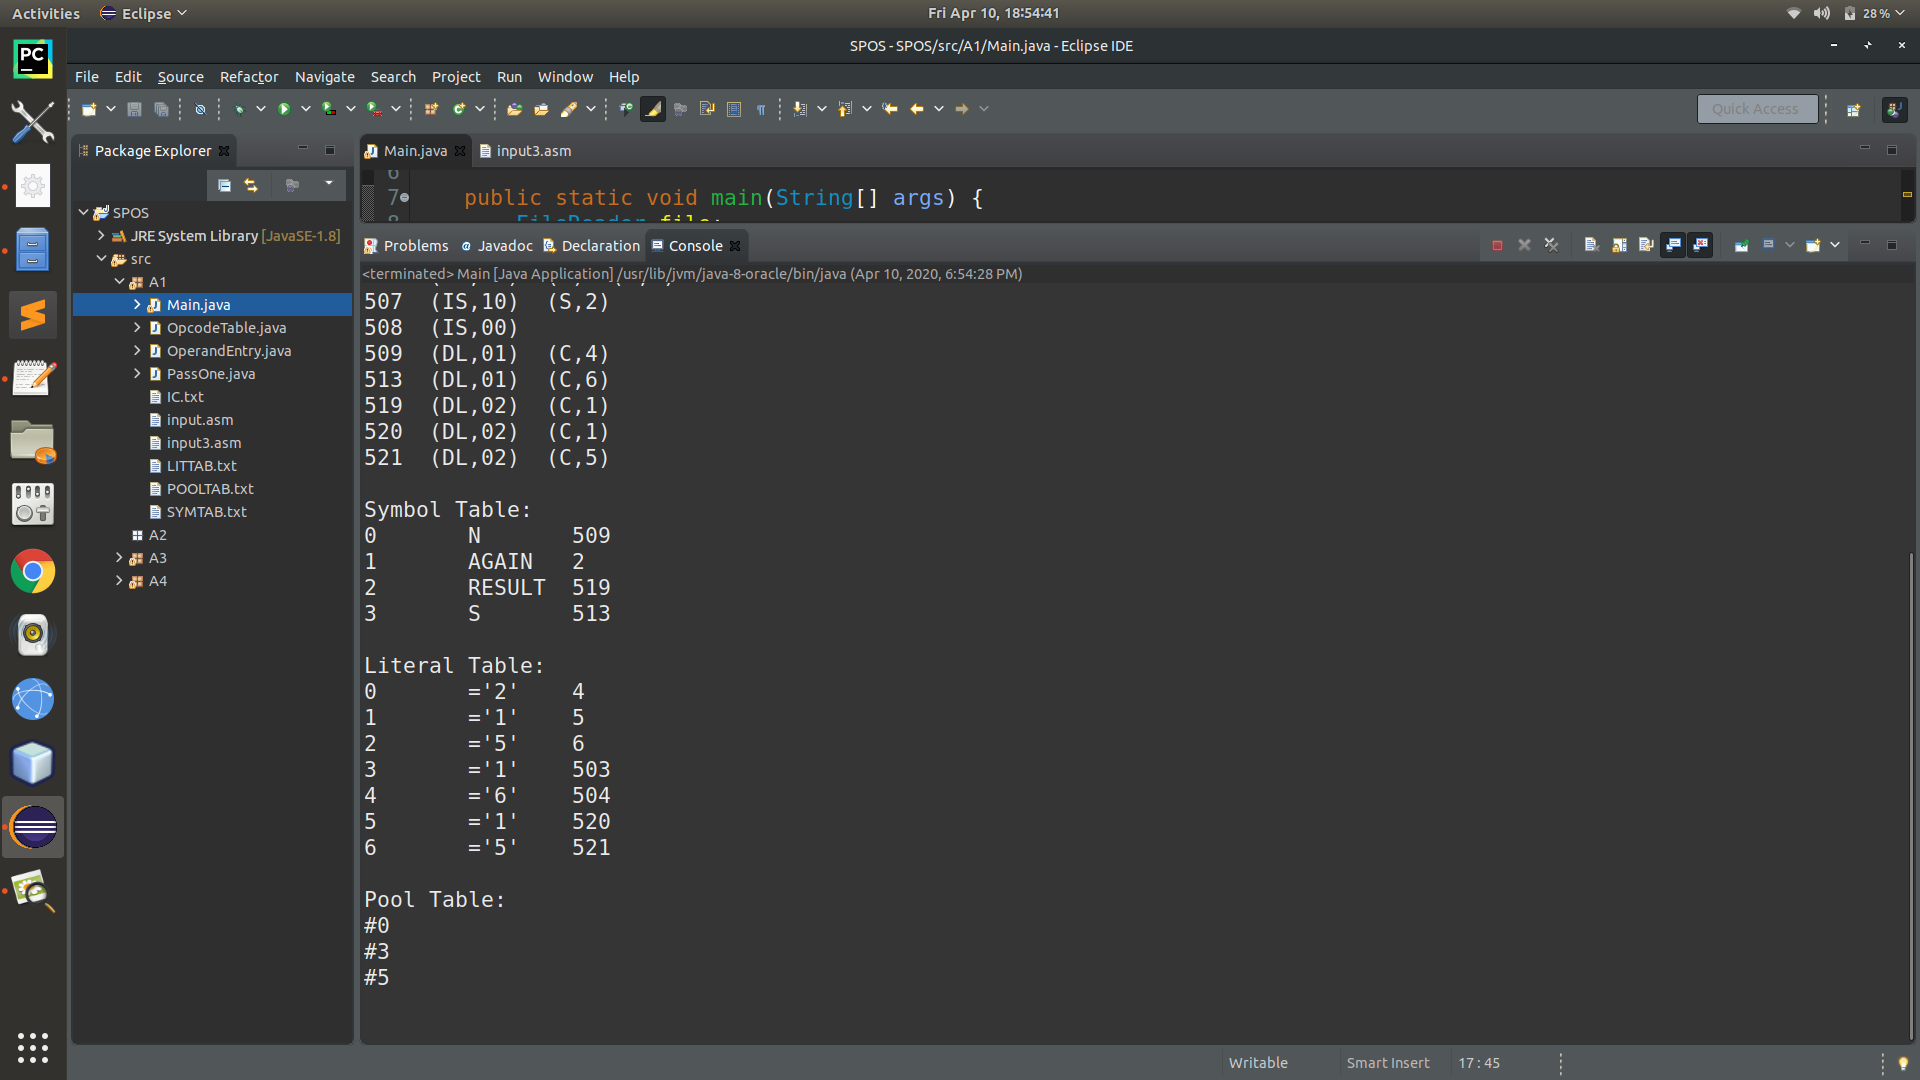 Activities Eclipse Fri Apr 10, 18:54:41 28%
SPOS - SPOS/src/A1/Main.java - Eclipse IDE
File Edit Source Refactor Navigate Search Project Run Window Help
Quick Access
Package Explorer
SPOS
JRE System Library [JavaSE-1.8]
src
A1
Main.java
OpcodeTable.java
OperandEntry.java
PassOne.java
IC.txt
input.asm
input3.asm
LITTAB.txt
POOLTAB.txt
SYMTAB.txt
A2
A3
A4
Main.java input3.asm
6
7 public static void main(String[] args) {
8 FileReader file;
Problems Javadoc Declaration Console
<terminated> Main [Java Application] /usr/lib/jvm/java-8-oracle/bin/java (Apr 10, 2020, 6:54:28 PM)
507 (IS,10) (S,2)
508 (IS,00)
509 (DL,01) (C,4)
513 (DL,01) (C,6)
519 (DL,02) (C,1)
520 (DL,02) (C,1)
521 (DL,02) (C,5)
Symbol Table:
0 N 509
1 AGAIN 2
2 RESULT 519
3 S 513
Literal Table:
0 ='2' 4
1 ='1' 5
2 ='5' 6
3 ='1' 503
4 ='6' 504
5 ='1' 520
6 ='5' 521
Pool Table:
#0
#3
#5
Writable Smart Insert 17 : 45
PC